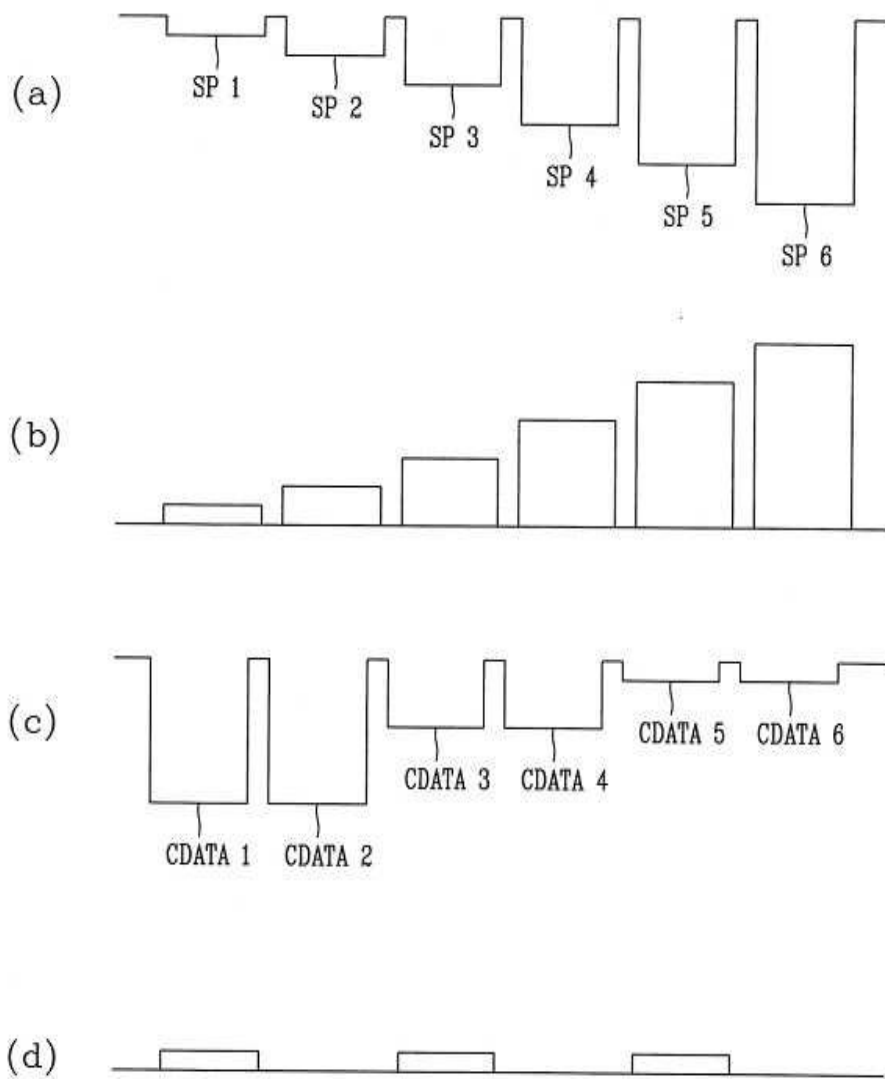 (a)
SP 1
SP 2
SP 3
SP 4
SP 5
SP 6
(b)
(c)
CDATA 1
CDATA 2
CDATA 3
CDATA 4
CDATA 5
CDATA 6
(d)